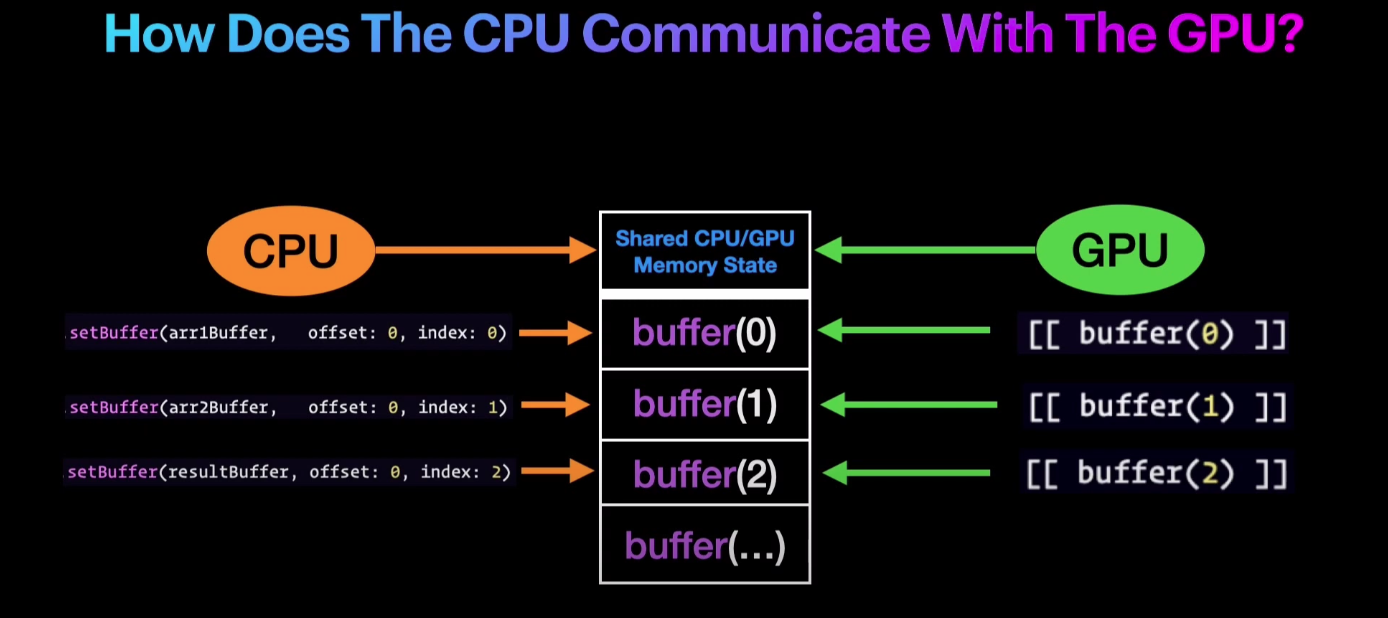 How Does The CPU Communicate With The GPU?
CPU
Shared CPU/GPU
Memory State
GPU
.setBuffer(arr1Buffer,   offset: 0, index: 0)
buffer(0)
[[ buffer(0) ]]
.setBuffer(arr2Buffer,   offset: 0, index: 1)
buffer(1)
[[ buffer(1) ]]
.setBuffer(resultBuffer, offset: 0, index: 2)
buffer(2)
[[ buffer(2) ]]
buffer(...)